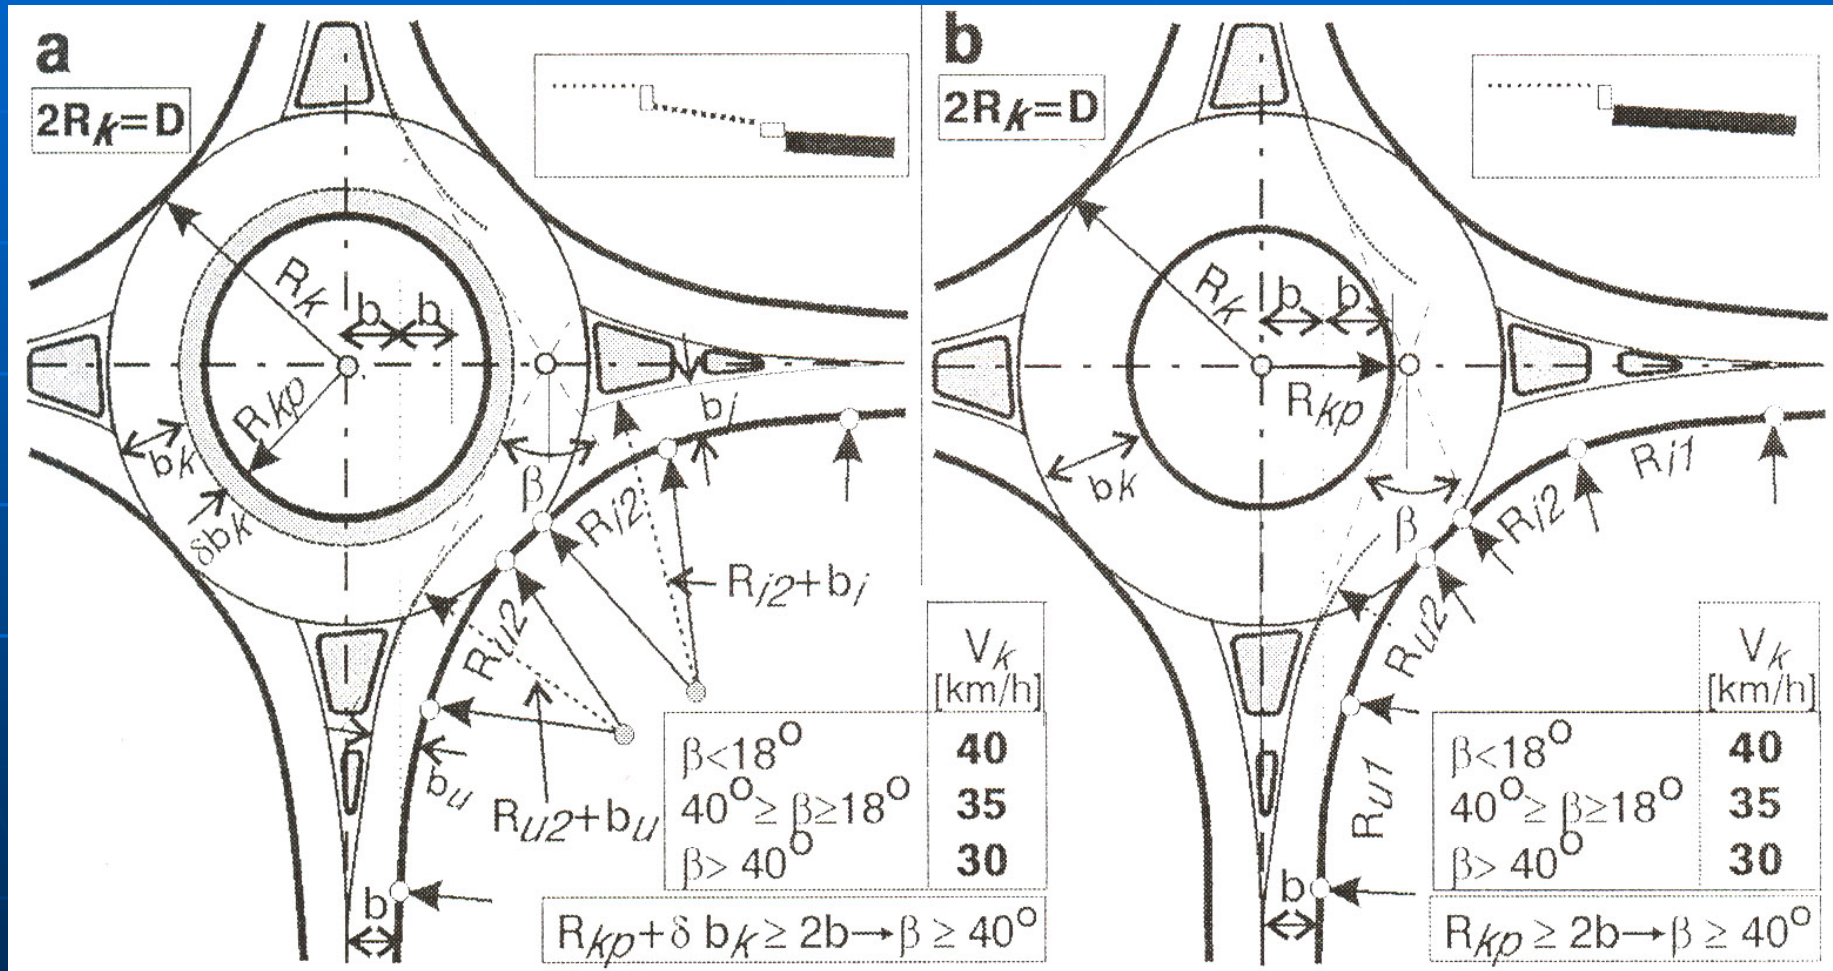 a
2Rk=D
Rk
b b
Rkp
bk
δbk
β
bi
Ri2
Ri2+bi
Ru2
bu
Ru2+bu
b
Vk
[km/h]
β<18° 40
40°≥ β≥18° 35
β> 40° 30
Rkp+δ bk ≥ 2b→β ≥ 40°
b
2Rk=D
Rk
b b
Rkp
bk
β
Ri1
Ri2
Ru2
Ru1
b
Vk
[km/h]
β<18° 40
40°≥ β≥18° 35
β> 40° 30
Rkp ≥ 2b→β ≥ 40°